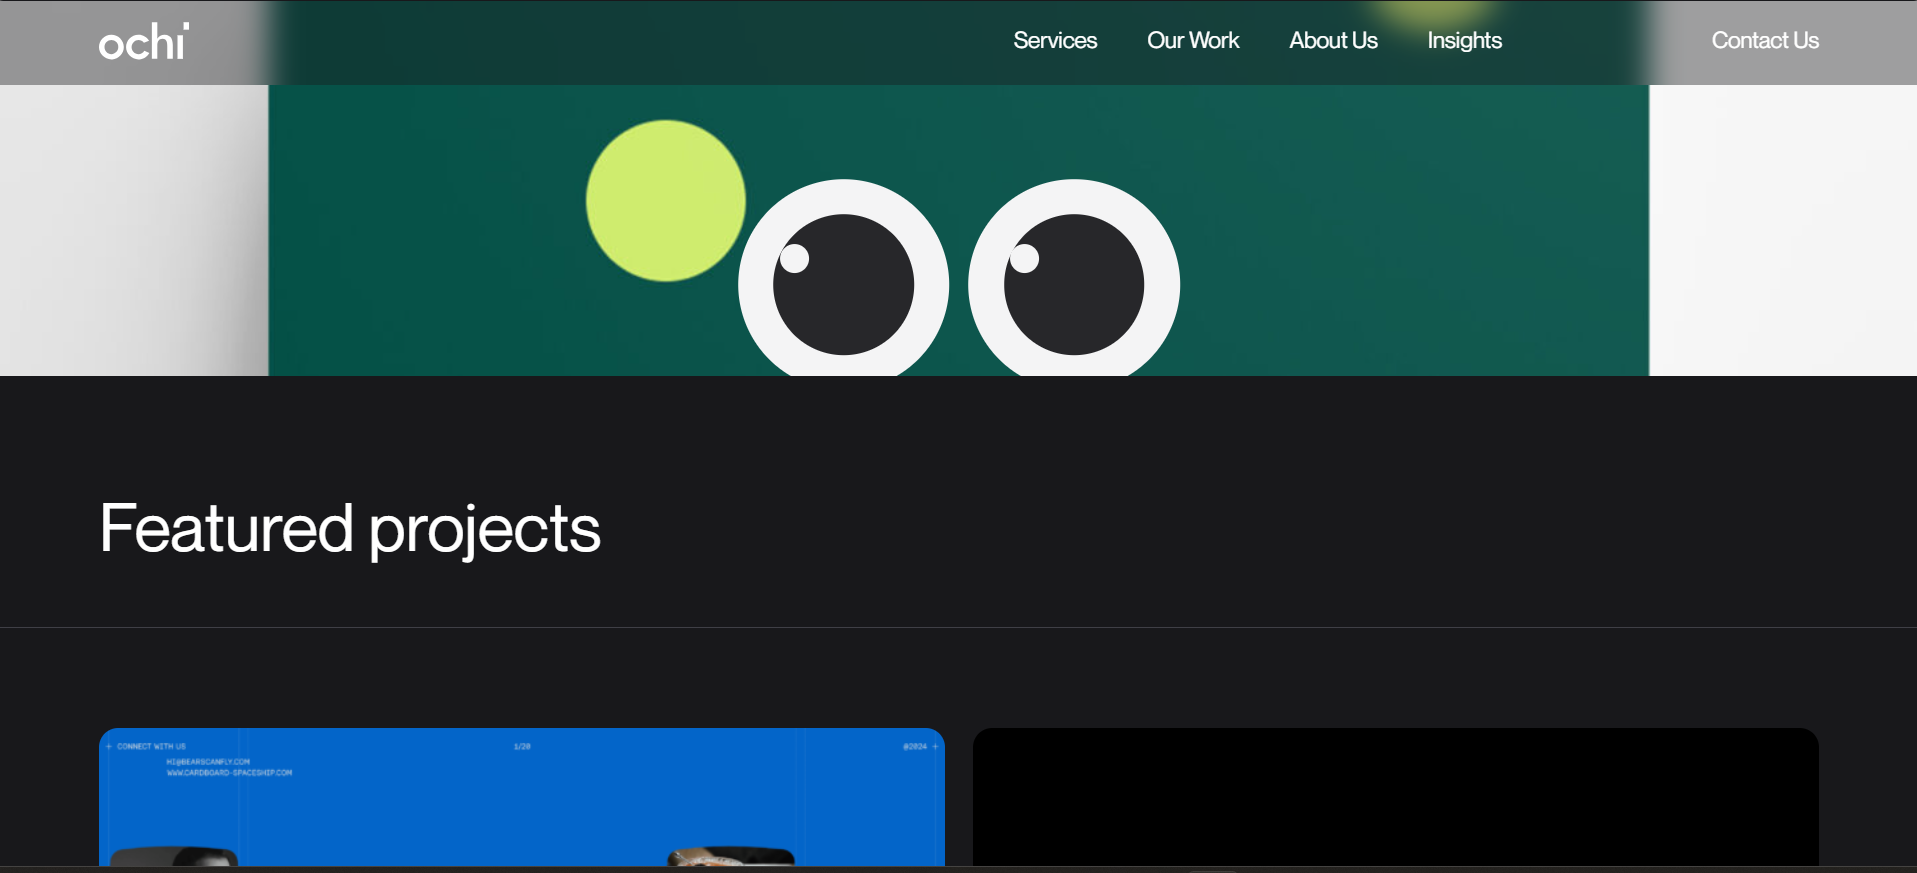 ochi
Services
Our Work
About Us
Insights
Contact Us
Featured projects
CONNECT WITH US
1/20
@2024
HI@BEARSCANFLY.COM
WWW.CARDBOARD-SPACESHIP.COM